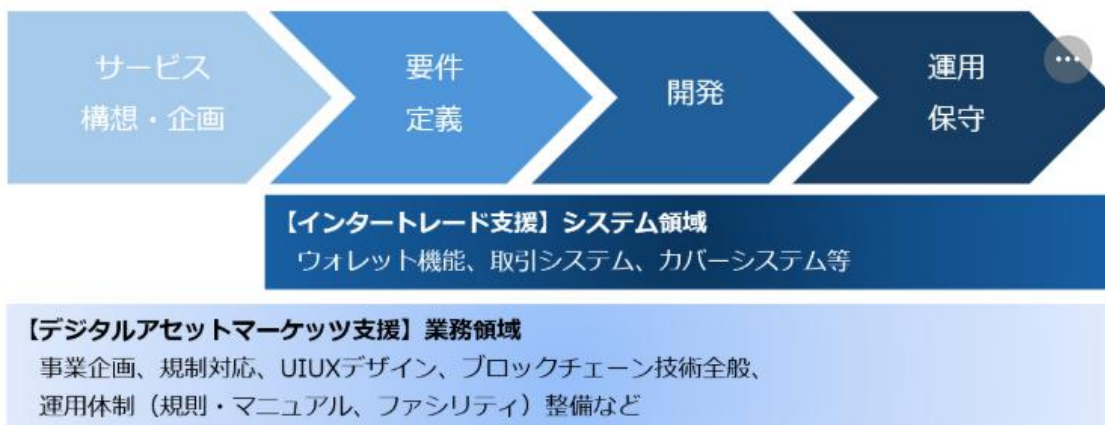 サービス
構想・企画
要件
定義
開発
運用
保守
【インタートレード支援】システム領域
ウォレット機能、取引システム、カバーシステム等
【デジタルアセットマーケッツ支援】業務領域
事業企画、規制対応、UIUXデザイン、ブロックチェーン技術全般、
運用体制（規則・マニュアル、ファシリティ）整備など